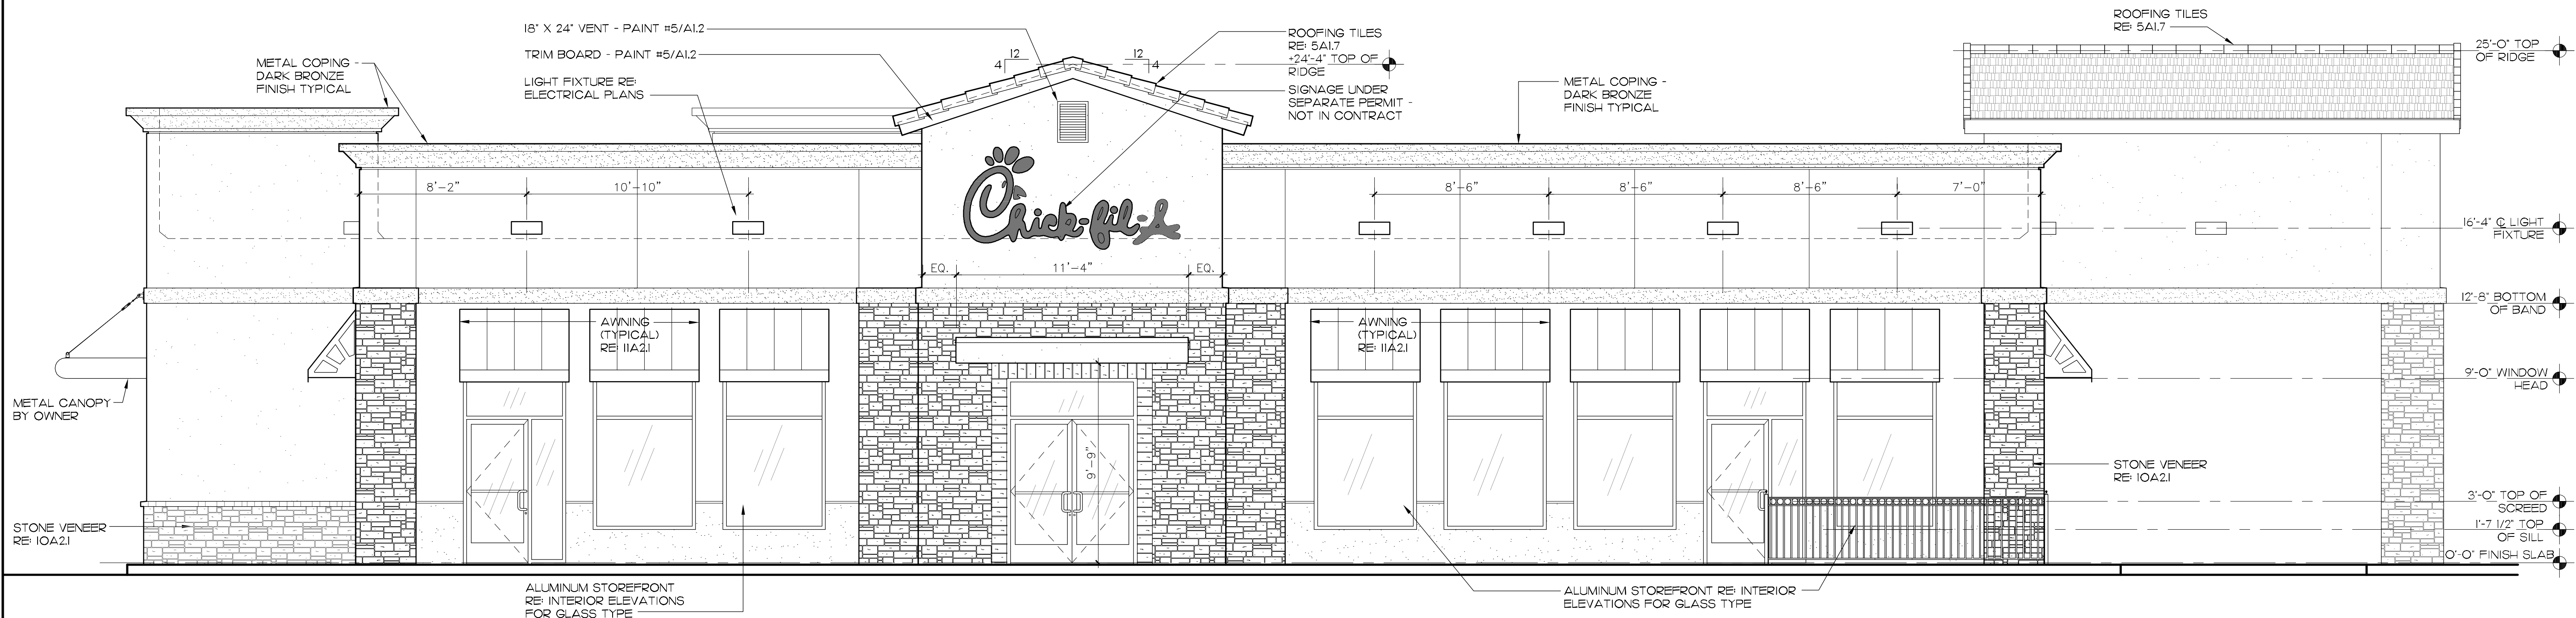 18" X 24" VENT - PAINT #5/A1.2
TRIM BOARD - PAINT #5/A1.2
METAL COPING -
DARK BRONZE
FINISH TYPICAL
LIGHT FIXTURE RE:
ELECTRICAL PLANS
12
4
12
4
ROOFING TILES
RE: 5A1.7
+24'-4" TOP OF
RIDGE
SIGNAGE UNDER
SEPARATE PERMIT -
NOT IN CONTRACT
METAL COPING -
DARK BRONZE
FINISH TYPICAL
ROOFING TILES
RE: 5A1.7
25'-0" TOP
OF RIDGE
8'-2"
10'-10"
Chick-fil-A
8'-6"
8'-6"
8'-6"
7'-0"
16'-4" ℄ LIGHT
FIXTURE
EQ.
11'-4"
EQ.
12'-8" BOTTOM
OF BAND
AWNING
(TYPICAL)
RE: 11A2.1
AWNING
(TYPICAL)
RE: 11A2.1
9'-0" WINDOW
HEAD
METAL CANOPY
BY OWNER
9'-9"
STONE VENEER
RE: 10A2.1
STONE VENEER
RE: 10A2.1
3'-0" TOP OF
SCREED
1'-7 1/2" TOP
OF SILL
0'-0" FINISH SLAB
ALUMINUM STOREFRONT
RE: INTERIOR ELEVATIONS
FOR GLASS TYPE
ALUMINUM STOREFRONT RE: INTERIOR
ELEVATIONS FOR GLASS TYPE